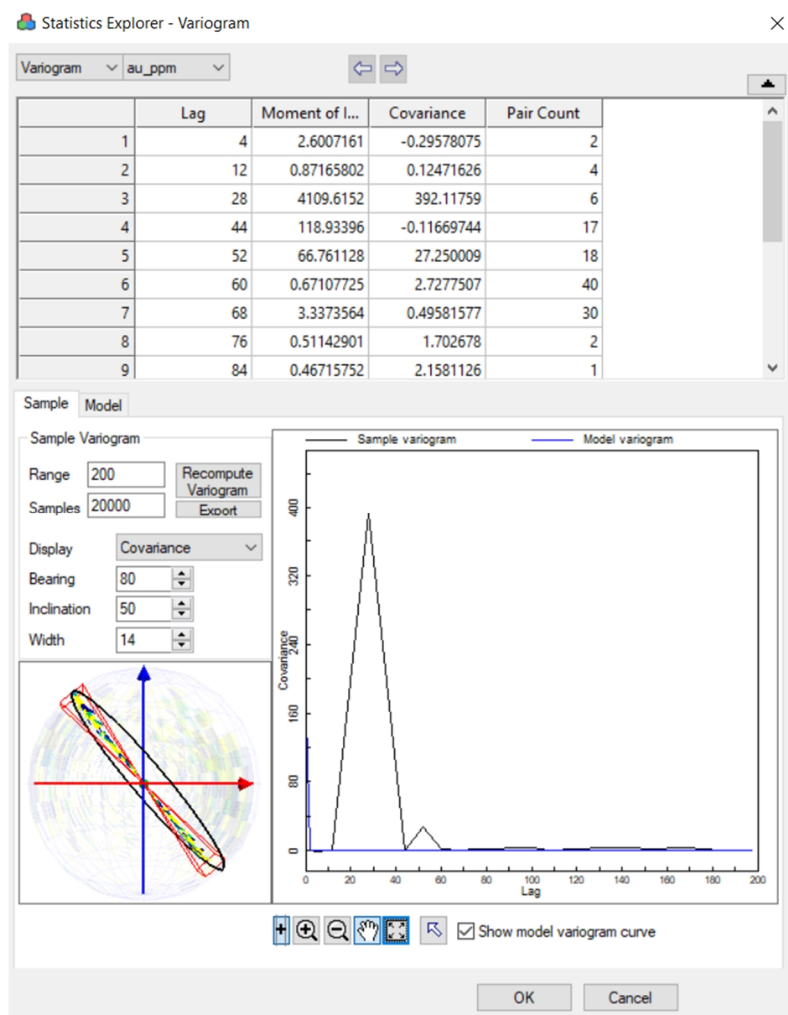 Statistics Explorer - Variogram
Variogram au_ppm
Lag Moment of I... Covariance Pair Count
1 4 2.6007161 -0.29578075 2
2 12 0.87165802 0.12471626 4
3 28 4109.6152 392.11759 6
4 44 118.93396 -0.11669744 17
5 52 66.761128 27.250009 18
6 60 0.67107725 2.7277507 40
7 68 3.3373564 0.49581577 30
8 76 0.51142901 1.702678 2
9 84 0.46715752 2.1581126 1
Sample Model
Sample Variogram
Range 200
Recompute
Variogram
Samples 20000
Export
Display Covariance
Bearing 80
Inclination 50
Width 14
Sample variogram Model variogram
400
320
240
160
80
0
Covariance
0 20 40 60 80 100 120 140 160 180 200
Lag
Show model variogram curve
OK Cancel